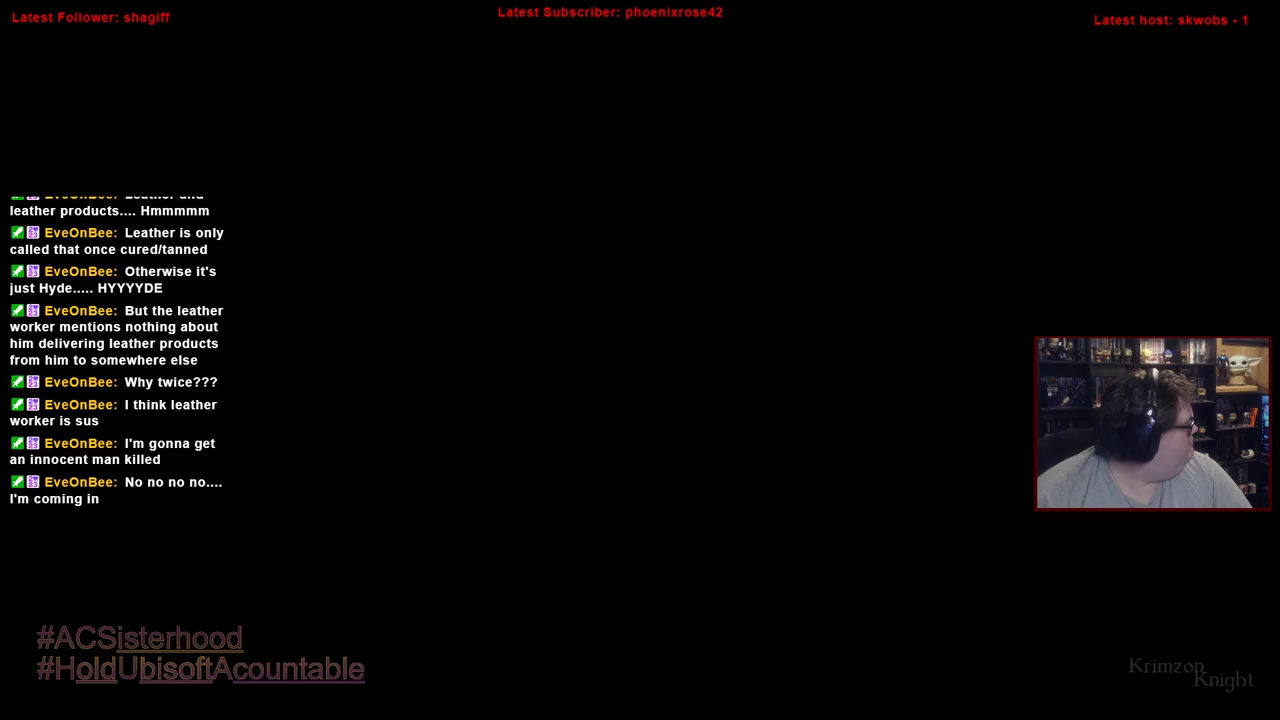 Latest Follower: shagiff
Latest Subscriber: phoenixrose42
Latest host: skwobs - 1
EveOnBee: Leather and
leather products.... Hmmmmm
EveOnBee: Leather is only
called that once cured/tanned
EveOnBee: Otherwise it's
just Hyde..... HYYYYDE
EveOnBee: But the leather
worker mentions nothing about
him delivering leather products
from him to somewhere else
EveOnBee: Why twice???
EveOnBee: I think leather
worker is sus
EveOnBee: I'm gonna get
an innocent man killed
EveOnBee: No no no no....
I'm coming in
#ACSisterhood
#HoldUbisoftAcountable
Krimzon
Knight